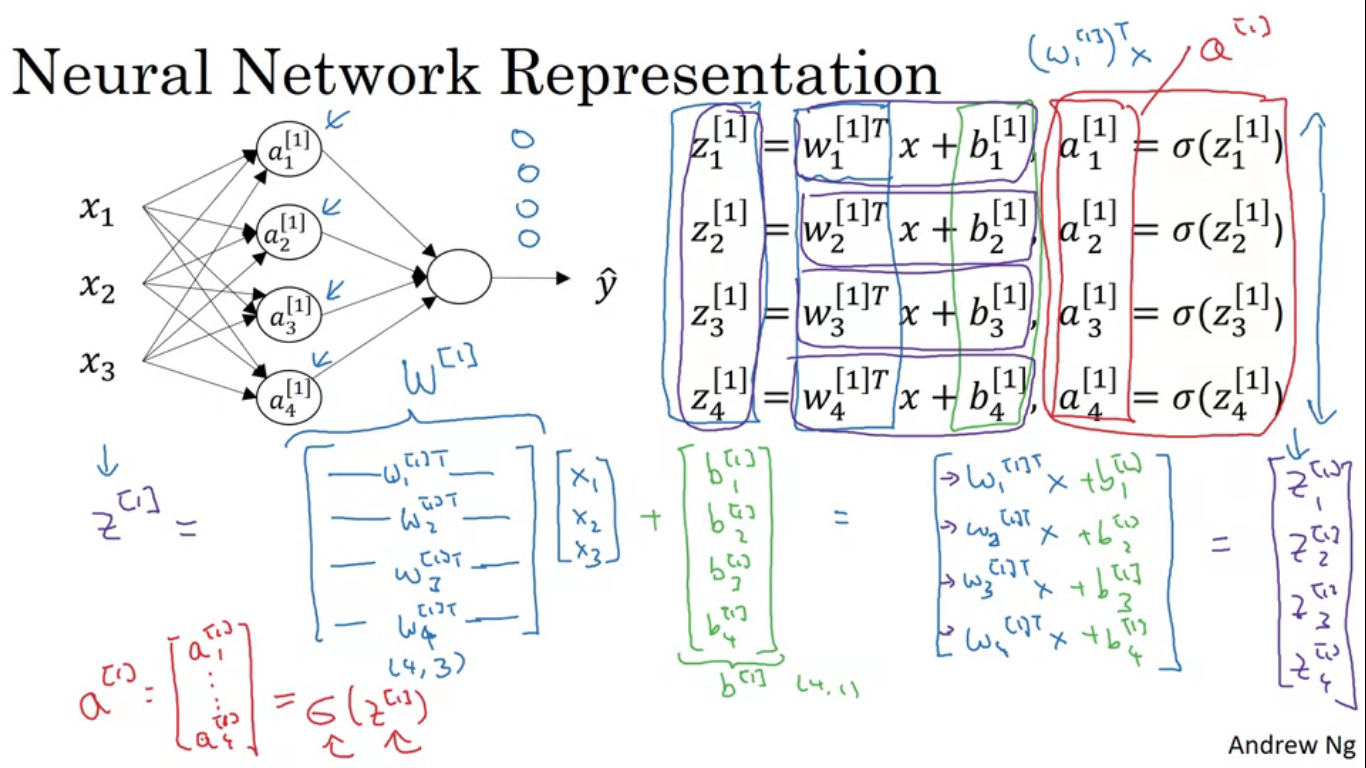 Neural Network Representation
(w₁^[1])^T x
a^[1]
x₁
x₂
x₃
a₁^[1]
a₂^[1]
a₃^[1]
a₄^[1]
ŷ
z₁^[1] = w₁^[1]T x + b₁^[1], a₁^[1] = σ(z₁^[1])
z₂^[1] = w₂^[1]T x + b₂^[1], a₂^[1] = σ(z₂^[1])
z₃^[1] = w₃^[1]T x + b₃^[1], a₃^[1] = σ(z₃^[1])
z₄^[1] = w₄^[1]T x + b₄^[1], a₄^[1] = σ(z₄^[1])
W^[1]
z^[1] =
w₁^[1]T
w₂^[1]T
w₃^[1]T
w₄^[1]T
(4,3)
x₁
x₂
x₃
+
b₁^[1]
b₂^[1]
b₃^[1]
b₄^[1]
b^[1] (4,1)
=
w₁^[1]T x + b₁^[1]
w₂^[1]T x + b₂^[1]
w₃^[1]T x + b₃^[1]
w₄^[1]T x + b₄^[1]
=
z₁^[1]
z₂^[1]
z₃^[1]
z₄^[1]
a^[1] =
a₁^[1]
⋮
a₄^[1]
= σ(z^[1])
Andrew Ng